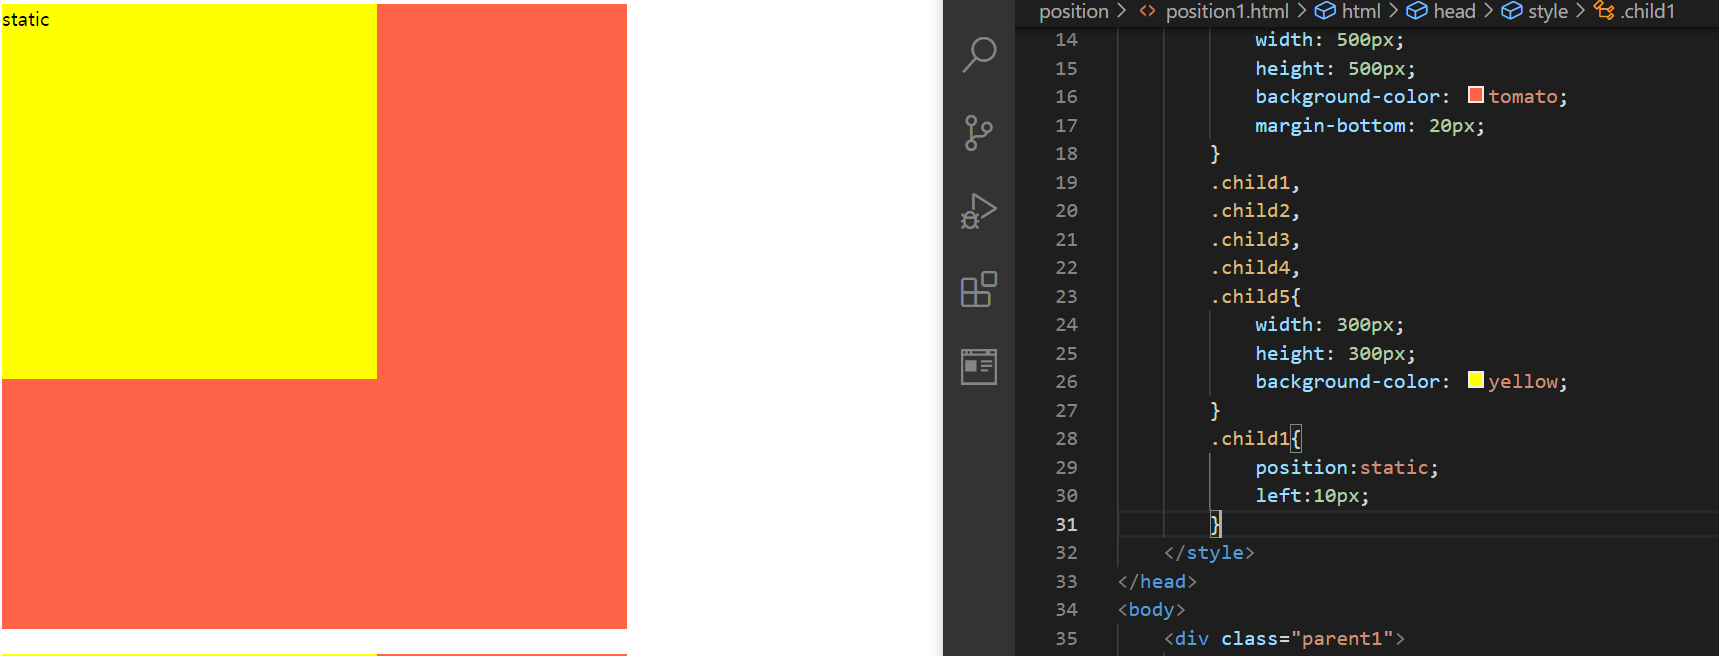 static
position > <> position1.html > html > head > style > .child1
14 width: 500px;
15 height: 500px;
16 background-color: tomato;
17 margin-bottom: 20px;
18 }
19 .child1,
20 .child2,
21 .child3,
22 .child4,
23 .child5{
24 width: 300px;
25 height: 300px;
26 background-color: yellow;
27 }
28 .child1{
29 position:static;
30 left:10px;
31 }
32 </style>
33 </head>
34 <body>
35 <div class="parent1">